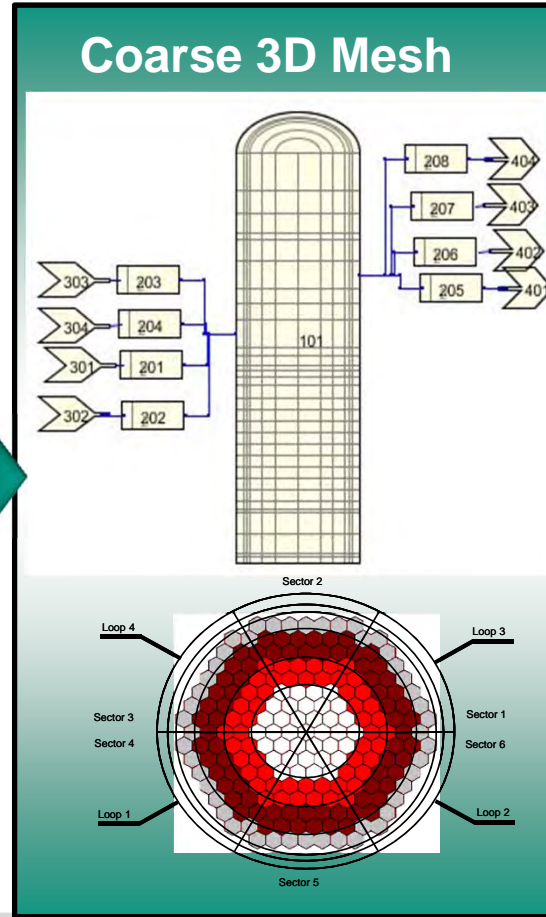 Coarse 3D Mesh
208
404
207
403
206
402
205
401
303
203
304
204
301
201
302
202
101
Sector 2
Loop 4
Loop 3
Sector 3
Sector 1
Sector 4
Sector 6
Loop 1
Loop 2
Sector 5